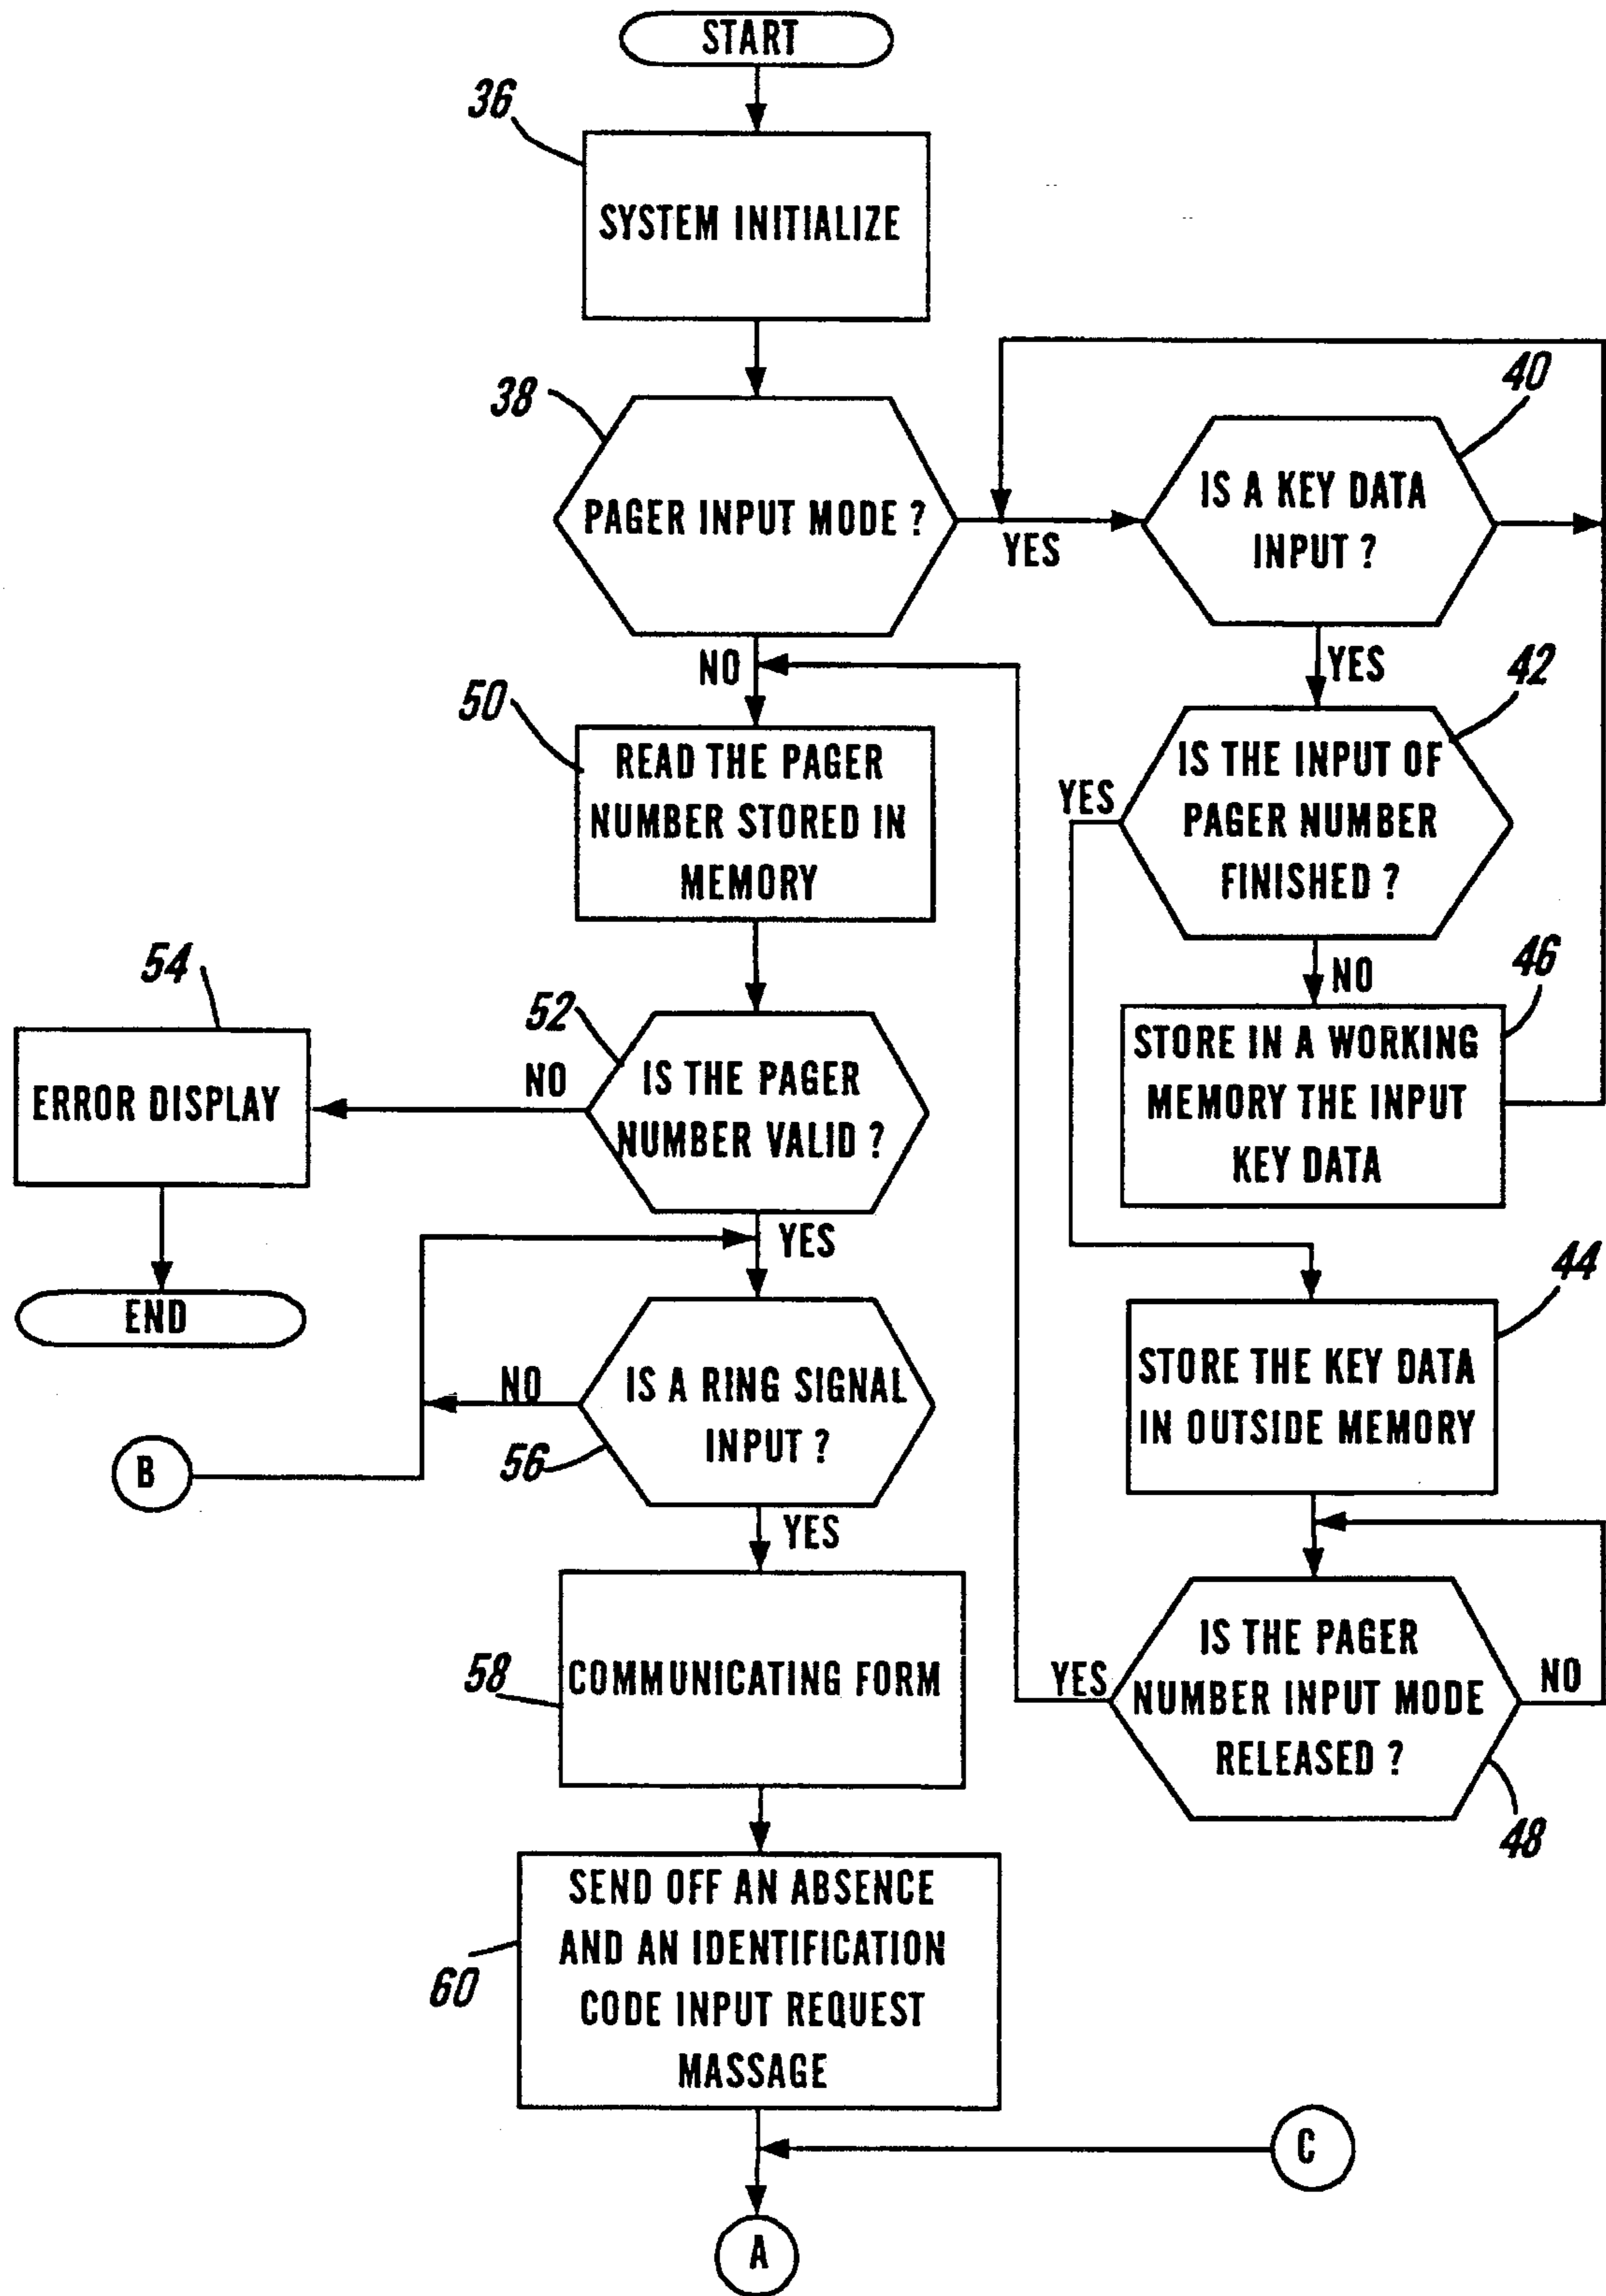 START
36
SYSTEM INITIALIZE
38
PAGER INPUT MODE ?
YES
40
IS A KEY DATA
INPUT ?
YES
NO
42
IS THE INPUT OF
PAGER NUMBER
FINISHED ?
YES
NO
50
READ THE PAGER
NUMBER STORED IN
MEMORY
46
STORE IN A WORKING
MEMORY THE INPUT
KEY DATA
54
ERROR DISPLAY
NO
52
IS THE PAGER
NUMBER VALID ?
YES
END
44
STORE THE KEY DATA
IN OUTSIDE MEMORY
NO
IS A RING SIGNAL
INPUT ?
56
B
YES
58
COMMUNICATING FORM
YES
IS THE PAGER
NUMBER INPUT MODE
RELEASED ?
NO
48
SEND OFF AN ABSENCE
AND AN IDENTIFICATION
CODE INPUT REQUEST
MASSAGE
60
C
A